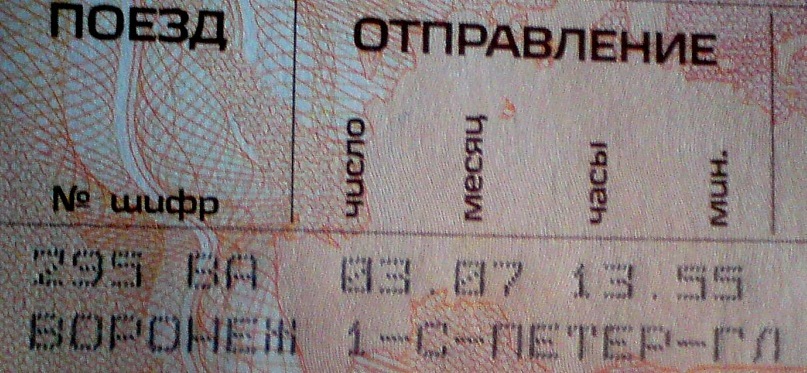 ПОЕЗД ОТПРАВЛЕНИЕ
№ шифр число месяц часы мин.
295 ВА 03.07 13.55
ВОРОНЕЖ 1-С-ПЕТЕР-ГЛ